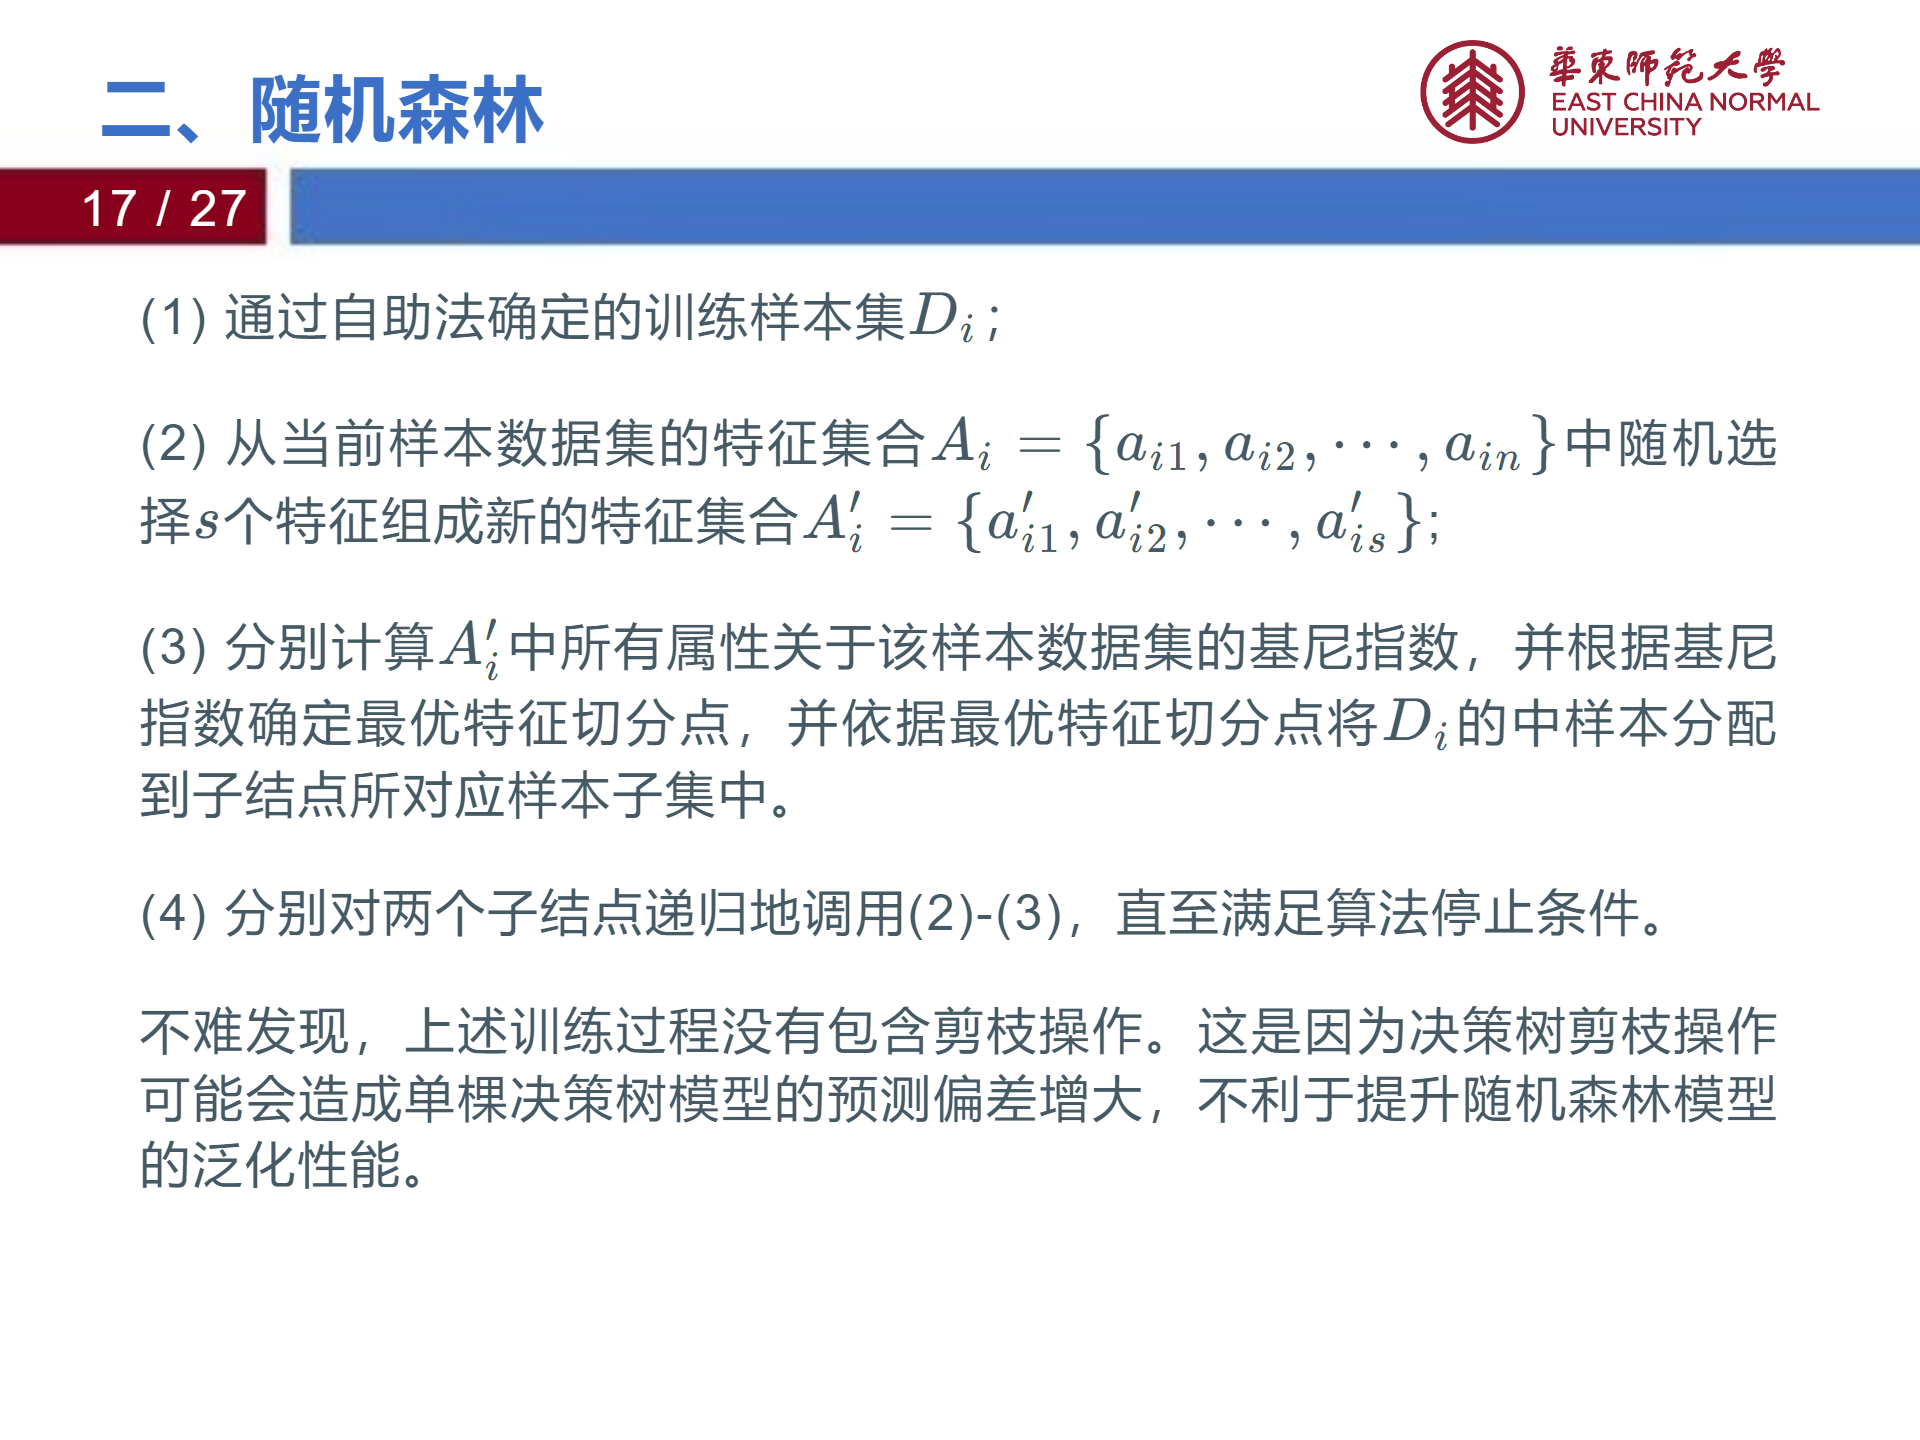 二、随机森林
華東師範大學
EAST CHINA NORMAL
UNIVERSITY
17 / 27
(1) 通过自助法确定的训练样本集$D_i$；
(2) 从当前样本数据集的特征集合$A_i = \{a_{i1}, a_{i2}, \cdots, a_{in}\}$中随机选
择$s$个特征组成新的特征集合$A_i' = \{a_{i1}', a_{i2}', \cdots, a_{is}'\}$;
(3) 分别计算$A_i'$中所有属性关于该样本数据集的基尼指数，并根据基尼
指数确定最优特征切分点，并依据最优特征切分点将$D_i$的中样本分配
到子结点所对应样本子集中。
(4) 分别对两个子结点递归地调用(2)-(3)，直至满足算法停止条件。
不难发现，上述训练过程没有包含剪枝操作。这是因为决策树剪枝操作
可能会造成单棵决策树模型的预测偏差增大，不利于提升随机森林模型
的泛化性能。